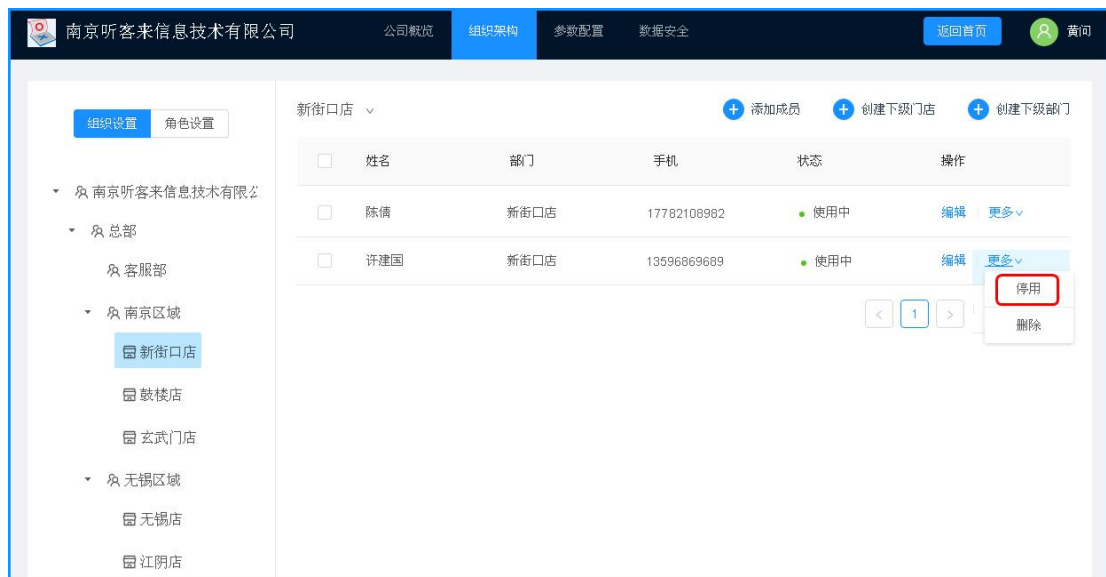 南京听客来信息技术有限公司 公司概览 组织架构 参数配置 数据安全 返回首页 黄问
组织设置 角色设置
新街口店 添加成员 创建下级门店 创建下级部门
姓名 部门 手机 状态 操作
陈倩 新街口店 17782108982 使用中 编辑 更多
许建国 新街口店 13596869689 使用中 编辑 更多
停用
删除
< 1 >
南京听客来信息技术有限公
总部
客服部
南京区域
新街口店
鼓楼店
玄武门店
无锡区域
无锡店
江阴店